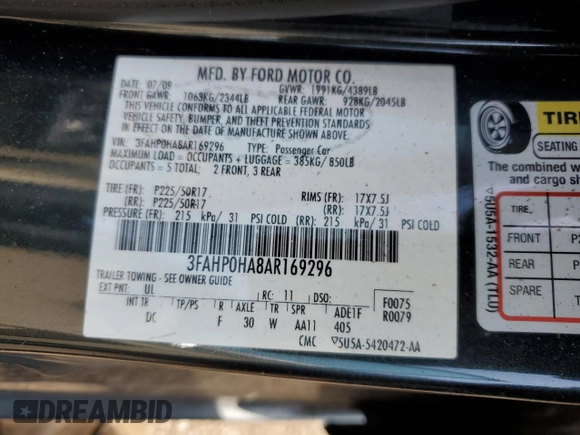 MFD. BY FORD MOTOR CO.
DATE: 07/09 GVWR: 1991KG/4389LB
FRONT GAWR: 1063KG/2344LB REAR GAWR: 928KG/2045LB
THIS VEHICLE CONFORMS TO ALL APPLICABLE FEDERAL MOTOR
VEHICLE SAFETY, BUMPER, AND THEFT PREVENTION STANDARDS
IN EFFECT ON THE DATE OF MANUFACTURE SHOWN ABOVE.
VIN: 3FAHP0HA8AR169296 TYPE: Passenger Car
MAXIMUM LOAD = OCCUPANTS + LUGGAGE = 385KG/850LB
OCCUPANTS = 5 TOTAL: 2 FRONT, 3 REAR
TIRE (FR): P225/50R17 RIMS (FR): 17X7.5J
(RR): P225/50R17 (RR): 17X7.5J
PRESSURE (FR): 215 kPa/ 31 PSI COLD (RR): 215 kPa/ 31 PSI COLD
3FAHP0HA8AR169296
TRAILER TOWING - SEE OWNER GUIDE
EXT PNT: UL RC: 11 DSO: F0075
INT TR TP/PS R AXLE TR SPR ADE1F R0079
DC F 30 W AA11 405
CMC ▽5U5A-5420472-AA
TIRE
SEATING
The combined w
and cargo sh
TIRE
FRONT P2
REAR P
SPARE T
▽5U5A-1532-AA (TLU)
DREAMBID